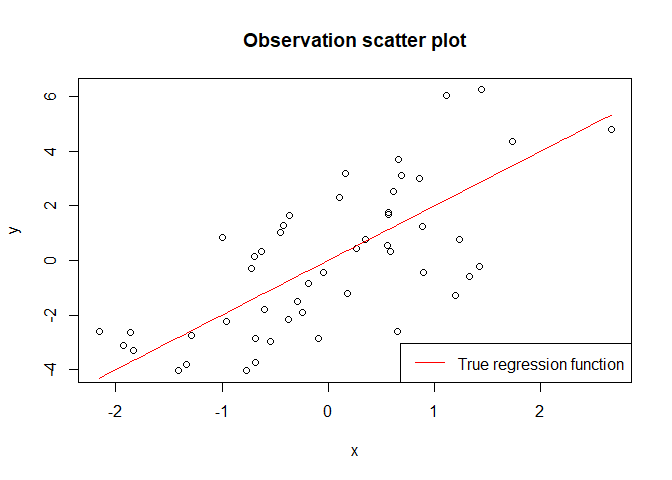 Observation scatter plot
y
6
4
2
0
-2
-4
True regression function
-2
-1
0
1
2
x